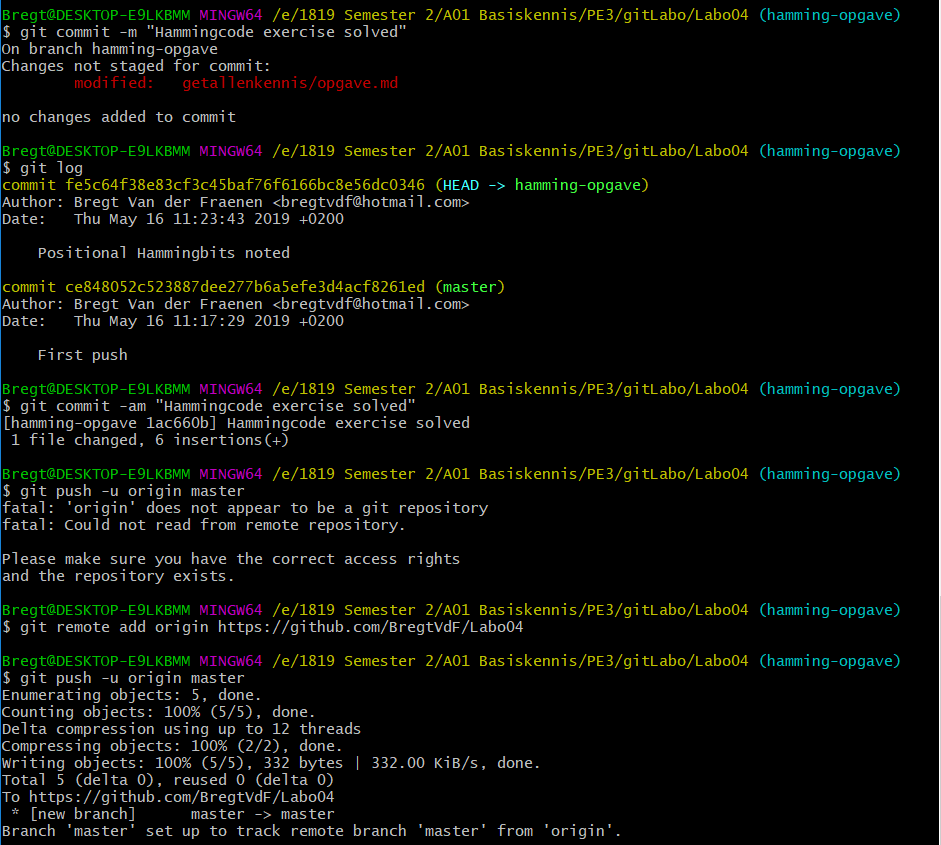 Bregt@DESKTOP-E9LKBMM MINGW64 /e/1819 Semester 2/A01 Basiskennis/PE3/gitLabo/Labo04 (hamming-opgave)
$ git commit -m "Hammingcode exercise solved"
On branch hamming-opgave
Changes not staged for commit:
        modified:   getallenkennis/opgave.md

no changes added to commit

Bregt@DESKTOP-E9LKBMM MINGW64 /e/1819 Semester 2/A01 Basiskennis/PE3/gitLabo/Labo04 (hamming-opgave)
$ git log
commit fe5c64f38e83cf3c45baf76f6166bc8e56dc0346 (HEAD -> hamming-opgave)
Author: Bregt Van der Fraenen <bregtvdf@hotmail.com>
Date:   Thu May 16 11:23:43 2019 +0200

    Positional Hammingbits noted

commit ce848052c523887dee277b6a5efe3d4acf8261ed (master)
Author: Bregt Van der Fraenen <bregtvdf@hotmail.com>
Date:   Thu May 16 11:17:29 2019 +0200

    First push

Bregt@DESKTOP-E9LKBMM MINGW64 /e/1819 Semester 2/A01 Basiskennis/PE3/gitLabo/Labo04 (hamming-opgave)
$ git commit -am "Hammingcode exercise solved"
[hamming-opgave 1ac660b] Hammingcode exercise solved
 1 file changed, 6 insertions(+)

Bregt@DESKTOP-E9LKBMM MINGW64 /e/1819 Semester 2/A01 Basiskennis/PE3/gitLabo/Labo04 (hamming-opgave)
$ git push -u origin master
fatal: 'origin' does not appear to be a git repository
fatal: Could not read from remote repository.

Please make sure you have the correct access rights
and the repository exists.

Bregt@DESKTOP-E9LKBMM MINGW64 /e/1819 Semester 2/A01 Basiskennis/PE3/gitLabo/Labo04 (hamming-opgave)
$ git remote add origin https://github.com/BregtVdF/Labo04

Bregt@DESKTOP-E9LKBMM MINGW64 /e/1819 Semester 2/A01 Basiskennis/PE3/gitLabo/Labo04 (hamming-opgave)
$ git push -u origin master
Enumerating objects: 5, done.
Counting objects: 100% (5/5), done.
Delta compression using up to 12 threads
Compressing objects: 100% (2/2), done.
Writing objects: 100% (5/5), 332 bytes | 332.00 KiB/s, done.
Total 5 (delta 0), reused 0 (delta 0)
To https://github.com/BregtVdF/Labo04
 * [new branch]      master -> master
Branch 'master' set up to track remote branch 'master' from 'origin'.